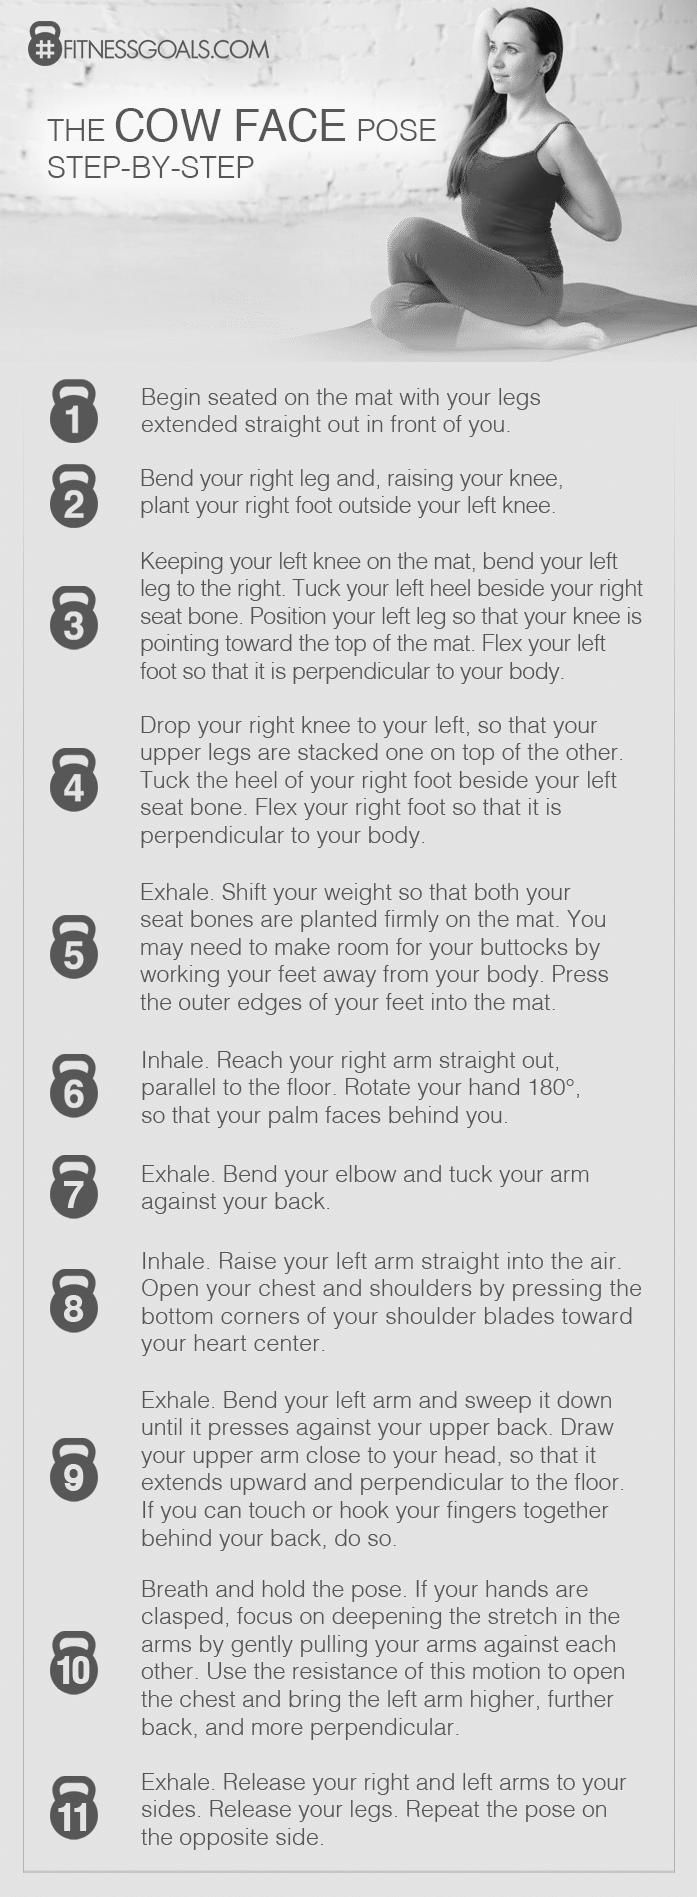 #FITNESSGOALS.COM
THE COW FACE POSE
STEP-BY-STEP
1
Begin seated on the mat with your legs
extended straight out in front of you.
2
Bend your right leg and, raising your knee,
plant your right foot outside your left knee.
3
Keeping your left knee on the mat, bend your left
leg to the right. Tuck your left heel beside your right
seat bone. Position your left leg so that your knee is
pointing toward the top of the mat. Flex your left
foot so that it is perpendicular to your body.
4
Drop your right knee to your left, so that your
upper legs are stacked one on top of the other.
Tuck the heel of your right foot beside your left
seat bone. Flex your right foot so that it is
perpendicular to your body.
5
Exhale. Shift your weight so that both your
seat bones are planted firmly on the mat. You
may need to make room for your buttocks by
working your feet away from your body. Press
the outer edges of your feet into the mat.
6
Inhale. Reach your right arm straight out,
parallel to the floor. Rotate your hand 180°,
so that your palm faces behind you.
7
Exhale. Bend your elbow and tuck your arm
against your back.
8
Inhale. Raise your left arm straight into the air.
Open your chest and shoulders by pressing the
bottom corners of your shoulder blades toward
your heart center.
9
Exhale. Bend your left arm and sweep it down
until it presses against your upper back. Draw
your upper arm close to your head, so that it
extends upward and perpendicular to the floor.
If you can touch or hook your fingers together
behind your back, do so.
10
Breath and hold the pose. If your hands are
clasped, focus on deepening the stretch in the
arms by gently pulling your arms against each
other. Use the resistance of this motion to open
the chest and bring the left arm higher, further
back, and more perpendicular.
11
Exhale. Release your right and left arms to your
sides. Release your legs. Repeat the pose on
the opposite side.